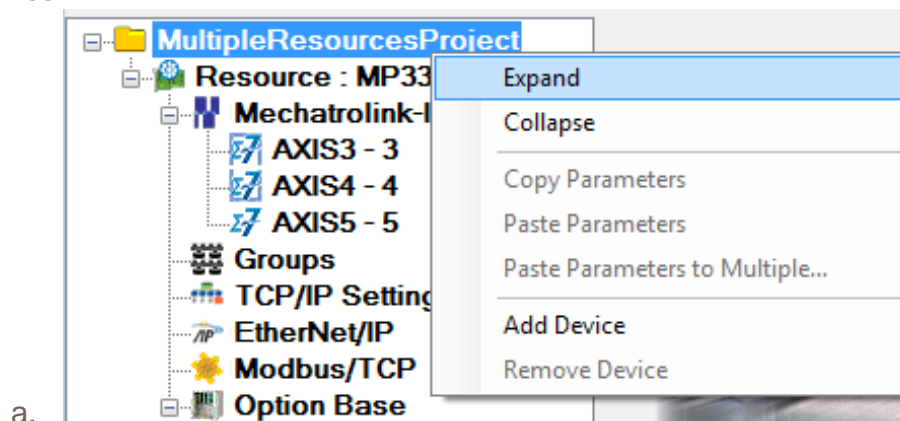 MultipleResourcesProject
Resource : MP33
Mechatrolink-I
AXIS3 - 3
AXIS4 - 4
AXIS5 - 5
Groups
TCP/IP Setting
EtherNet/IP
Modbus/TCP
Option Base
Expand
Collapse
Copy Parameters
Paste Parameters
Paste Parameters to Multiple...
Add Device
Remove Device
a.